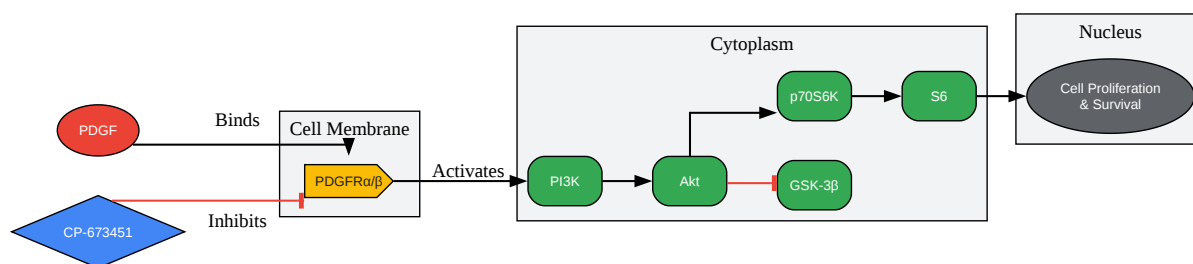 PDGF
Binds
CP-673451
Inhibits
Cell Membrane
PDGFRα/β
Activates
Cytoplasm
PI3K
Akt
p70S6K
S6
GSK-3β
Nucleus
Cell Proliferation
& Survival